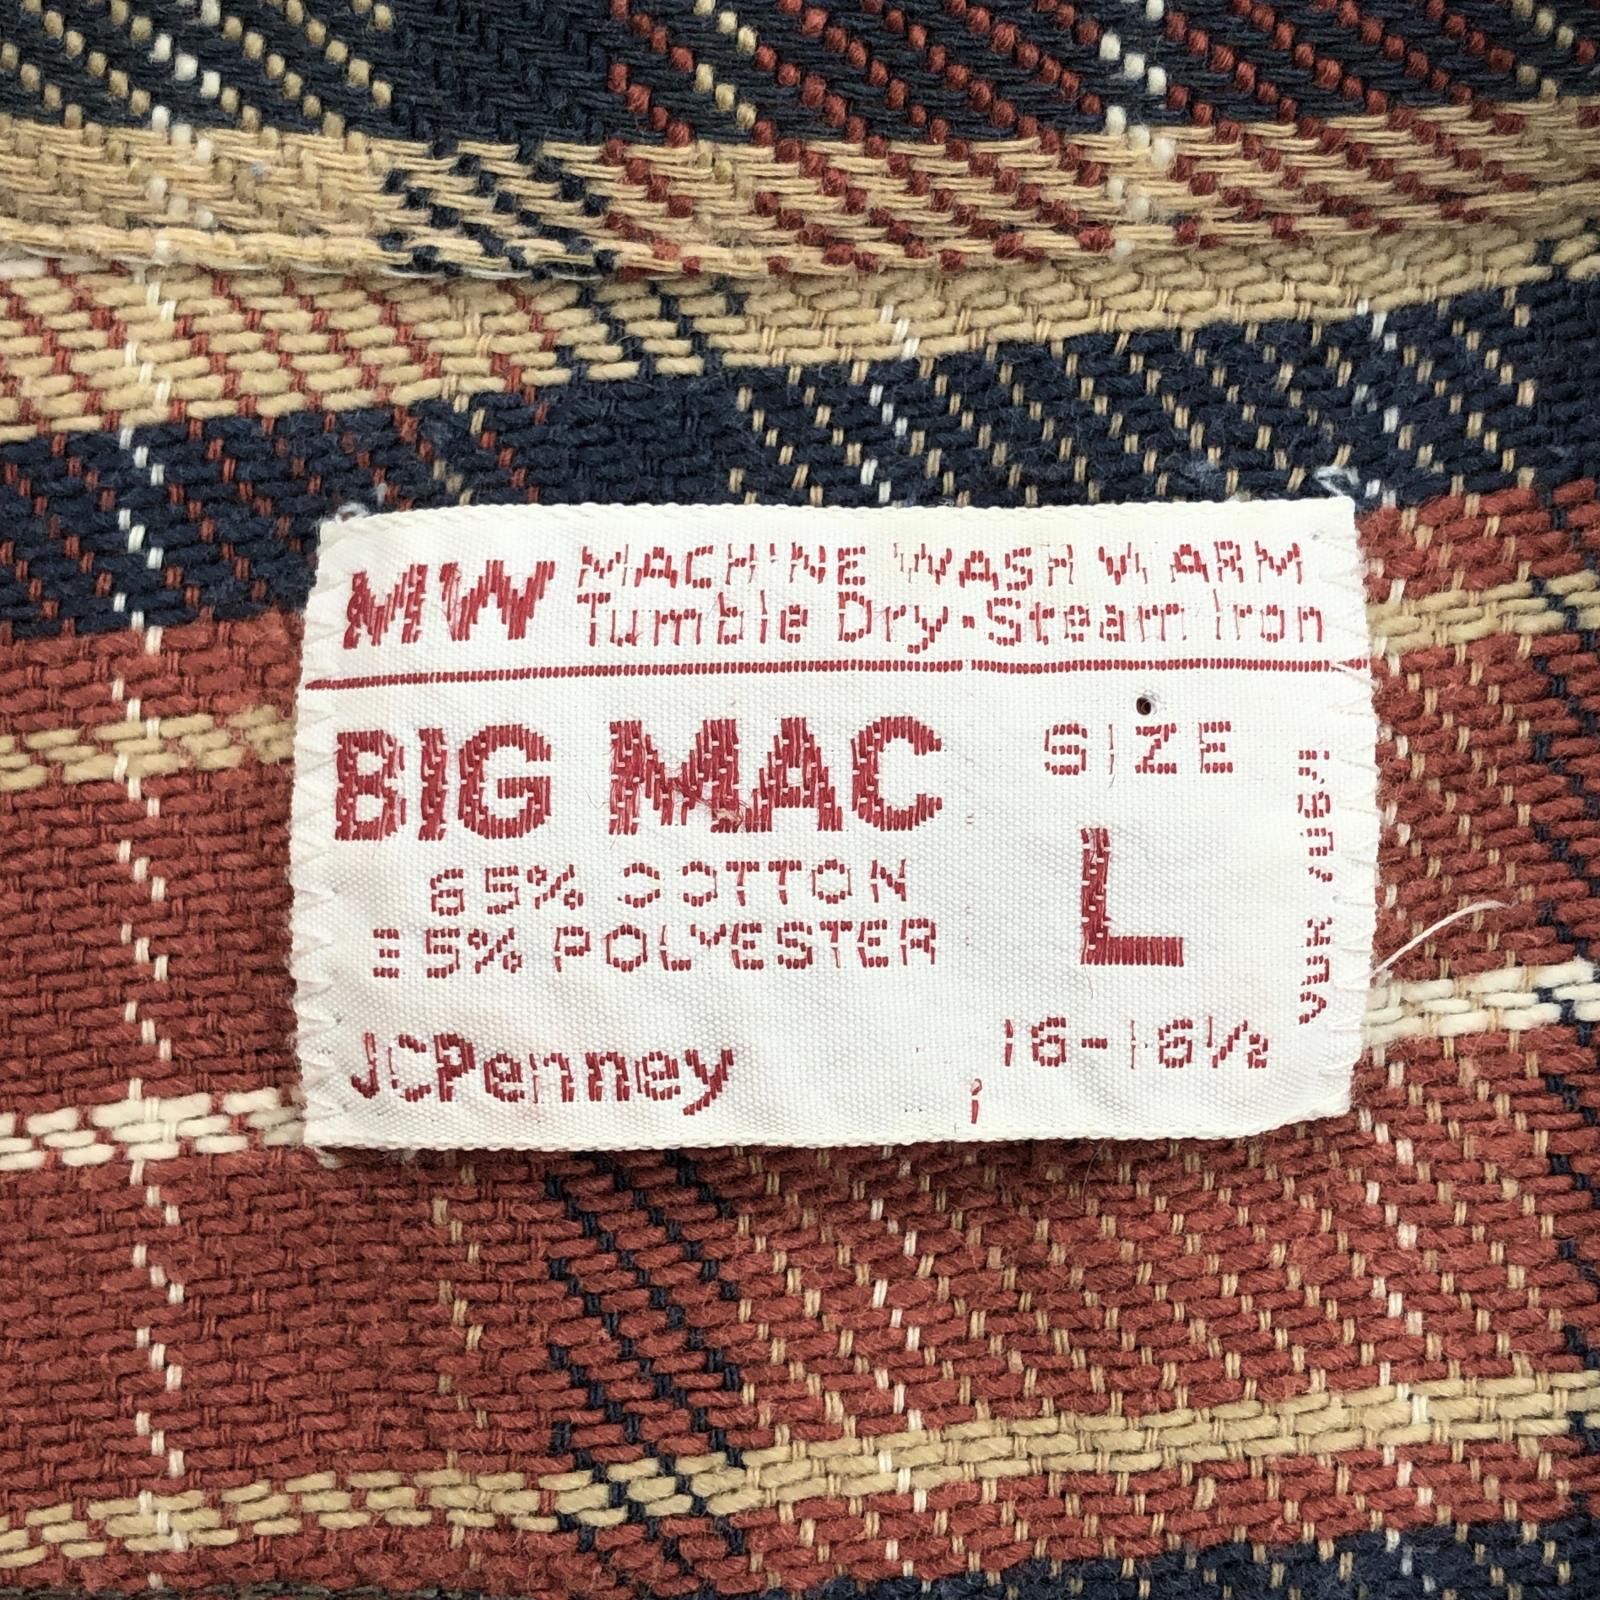 MW MACHINE WASH WARM
Tumble Dry·Steam Iron
BIG MAC
65% COTTON
35% POLYESTER
JCPenney
SIZE
L
16-16½